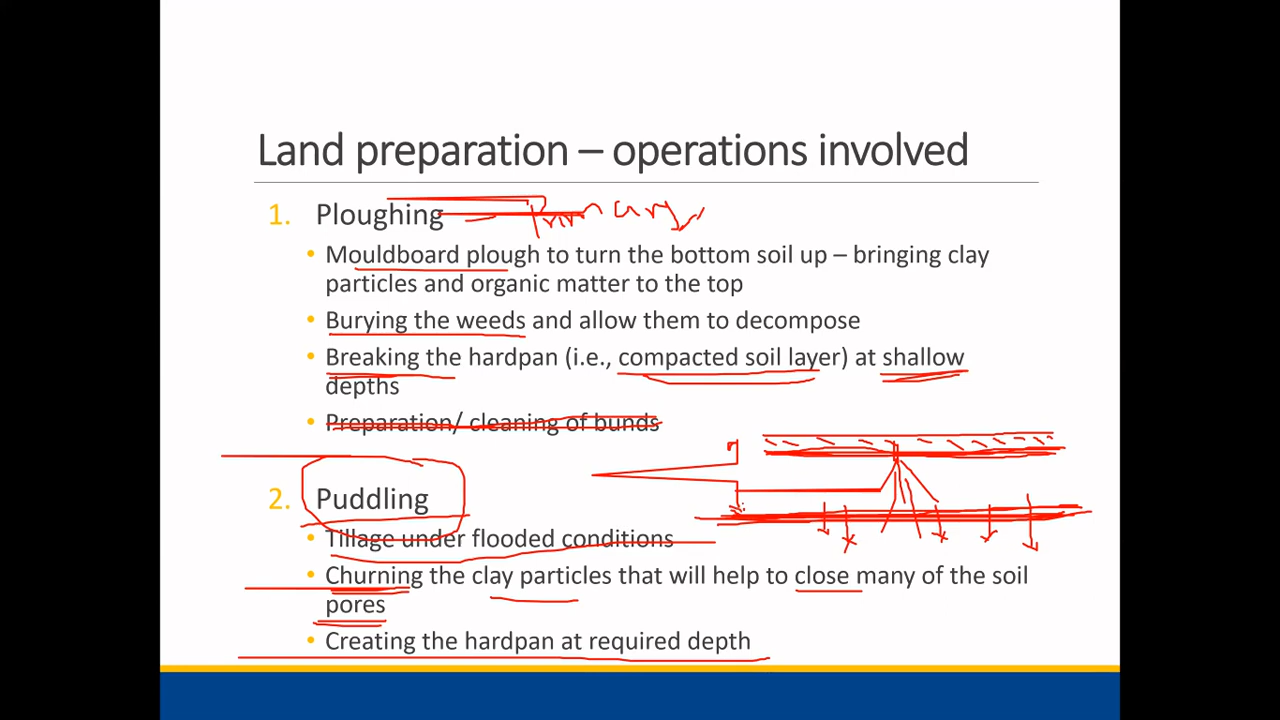 Land preparation – operations involved
1. Ploughing Primary
• Mouldboard plough to turn the bottom soil up – bringing clay
particles and organic matter to the top
• Burying the weeds and allow them to decompose
• Breaking the hardpan (i.e., compacted soil layer) at shallow
depths
• Preparation/ cleaning of bunds
2. Puddling
• Tillage under flooded conditions
• Churning the clay particles that will help to close many of the soil
pores
• Creating the hardpan at required depth